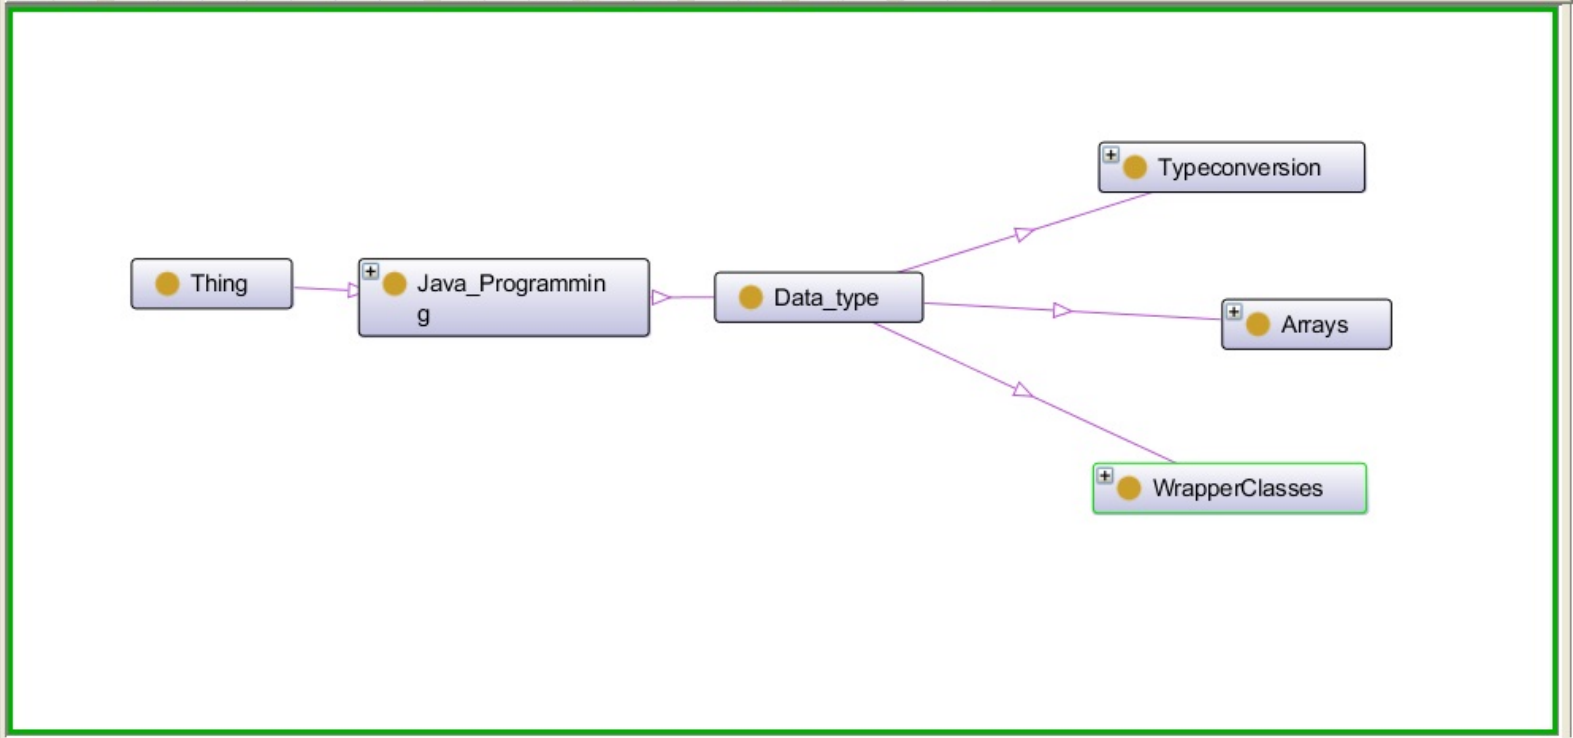 Typeconversion
Thing
Java_Programmin
g
Data_type
Arrays
WrapperClasses